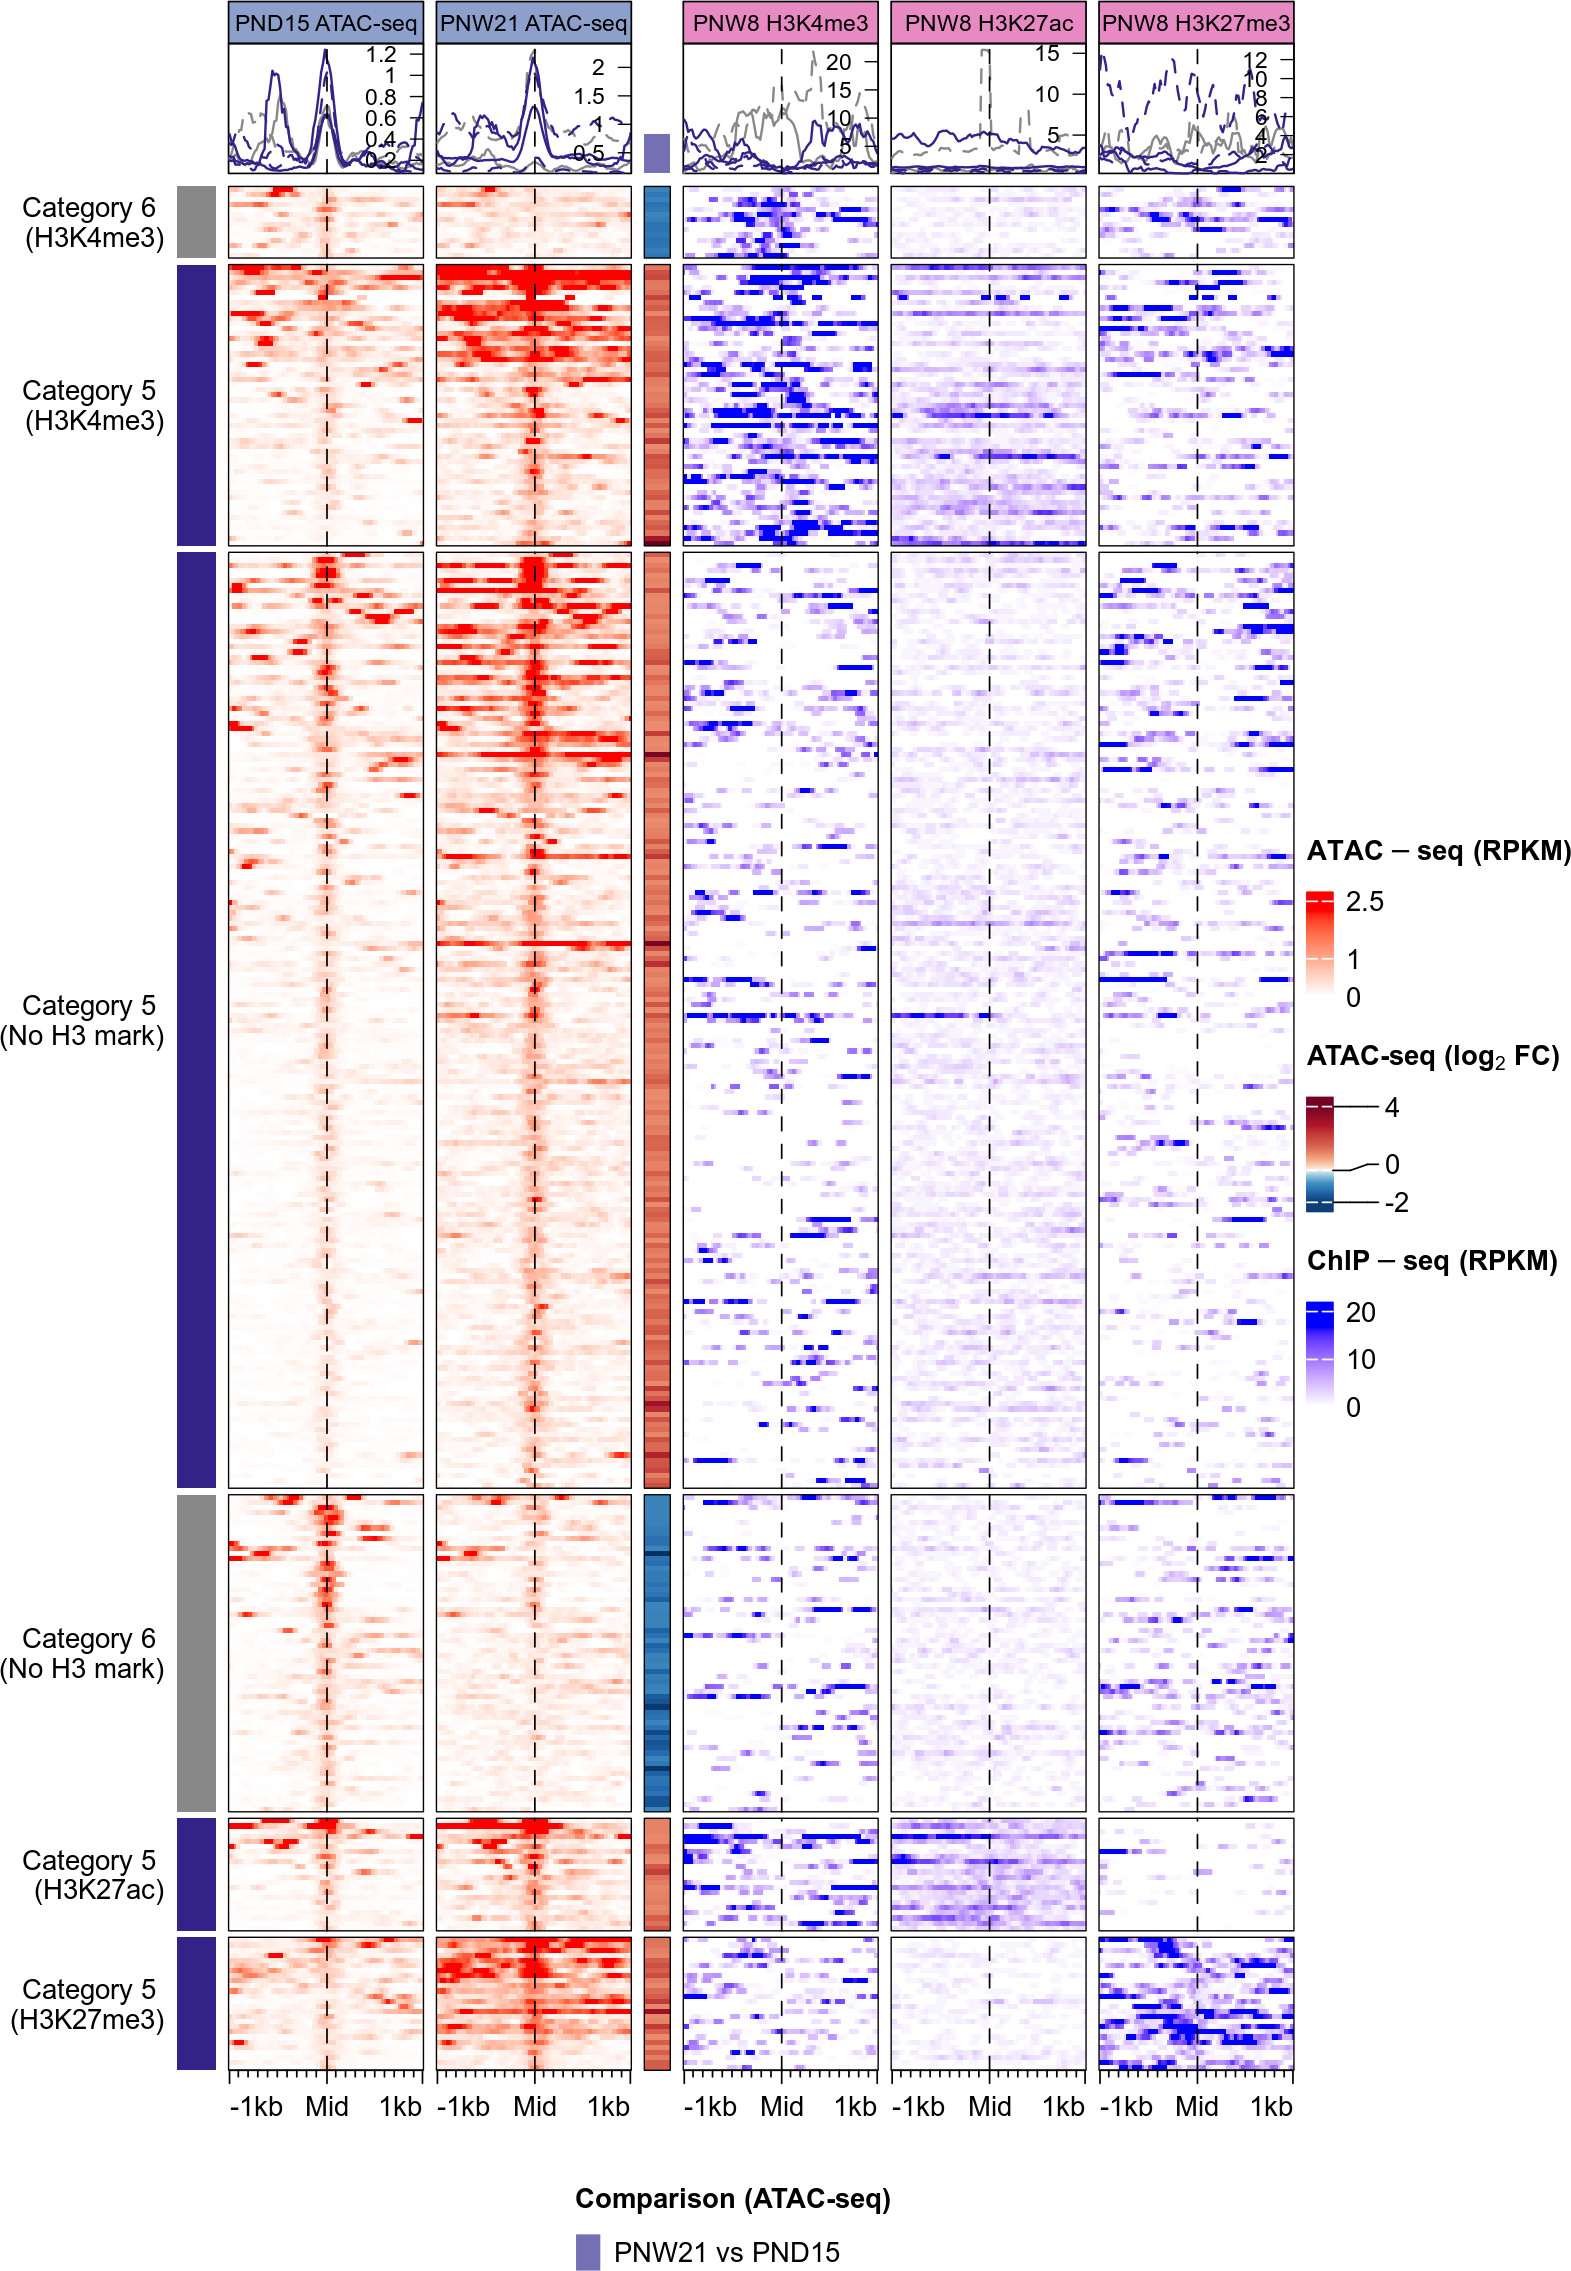 PND15 ATAC-seq
PNW21 ATAC-seq
PNW8 H3K4me3
PNW8 H3K27ac
PNW8 H3K27me3
1.2
1
0.8
0.6
0.4
0.2
2
1.5
1
0.5
20
15
10
5
15
10
5
12
10
8
6
4
2
Category 6
(H3K4me3)
Category 5
(H3K4me3)
Category 5
(No H3 mark)
Category 6
(No H3 mark)
Category 5
(H3K27ac)
Category 5
(H3K27me3)
ATAC – seq (RPKM)
2.5
1
0
ATAC-seq (log₂ FC)
4
0
-2
ChIP – seq (RPKM)
20
10
0
-1kb Mid 1kb
-1kb Mid 1kb
-1kb Mid 1kb
-1kb Mid 1kb
-1kb Mid 1kb
Comparison (ATAC-seq)
PNW21 vs PND15